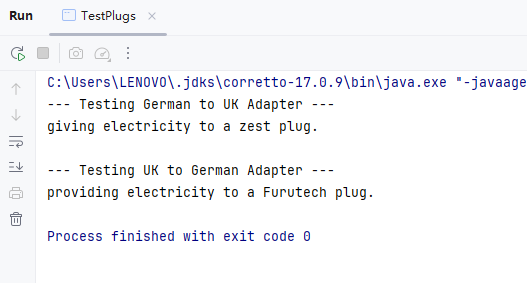 Run
TestPlugs
C:\Users\LENOVO\.jdks\corretto-17.0.9\bin\java.exe "-javaage
--- Testing German to UK Adapter ---
giving electricity to a zest plug.
--- Testing UK to German Adapter ---
providing electricity to a Furutech plug.
Process finished with exit code 0